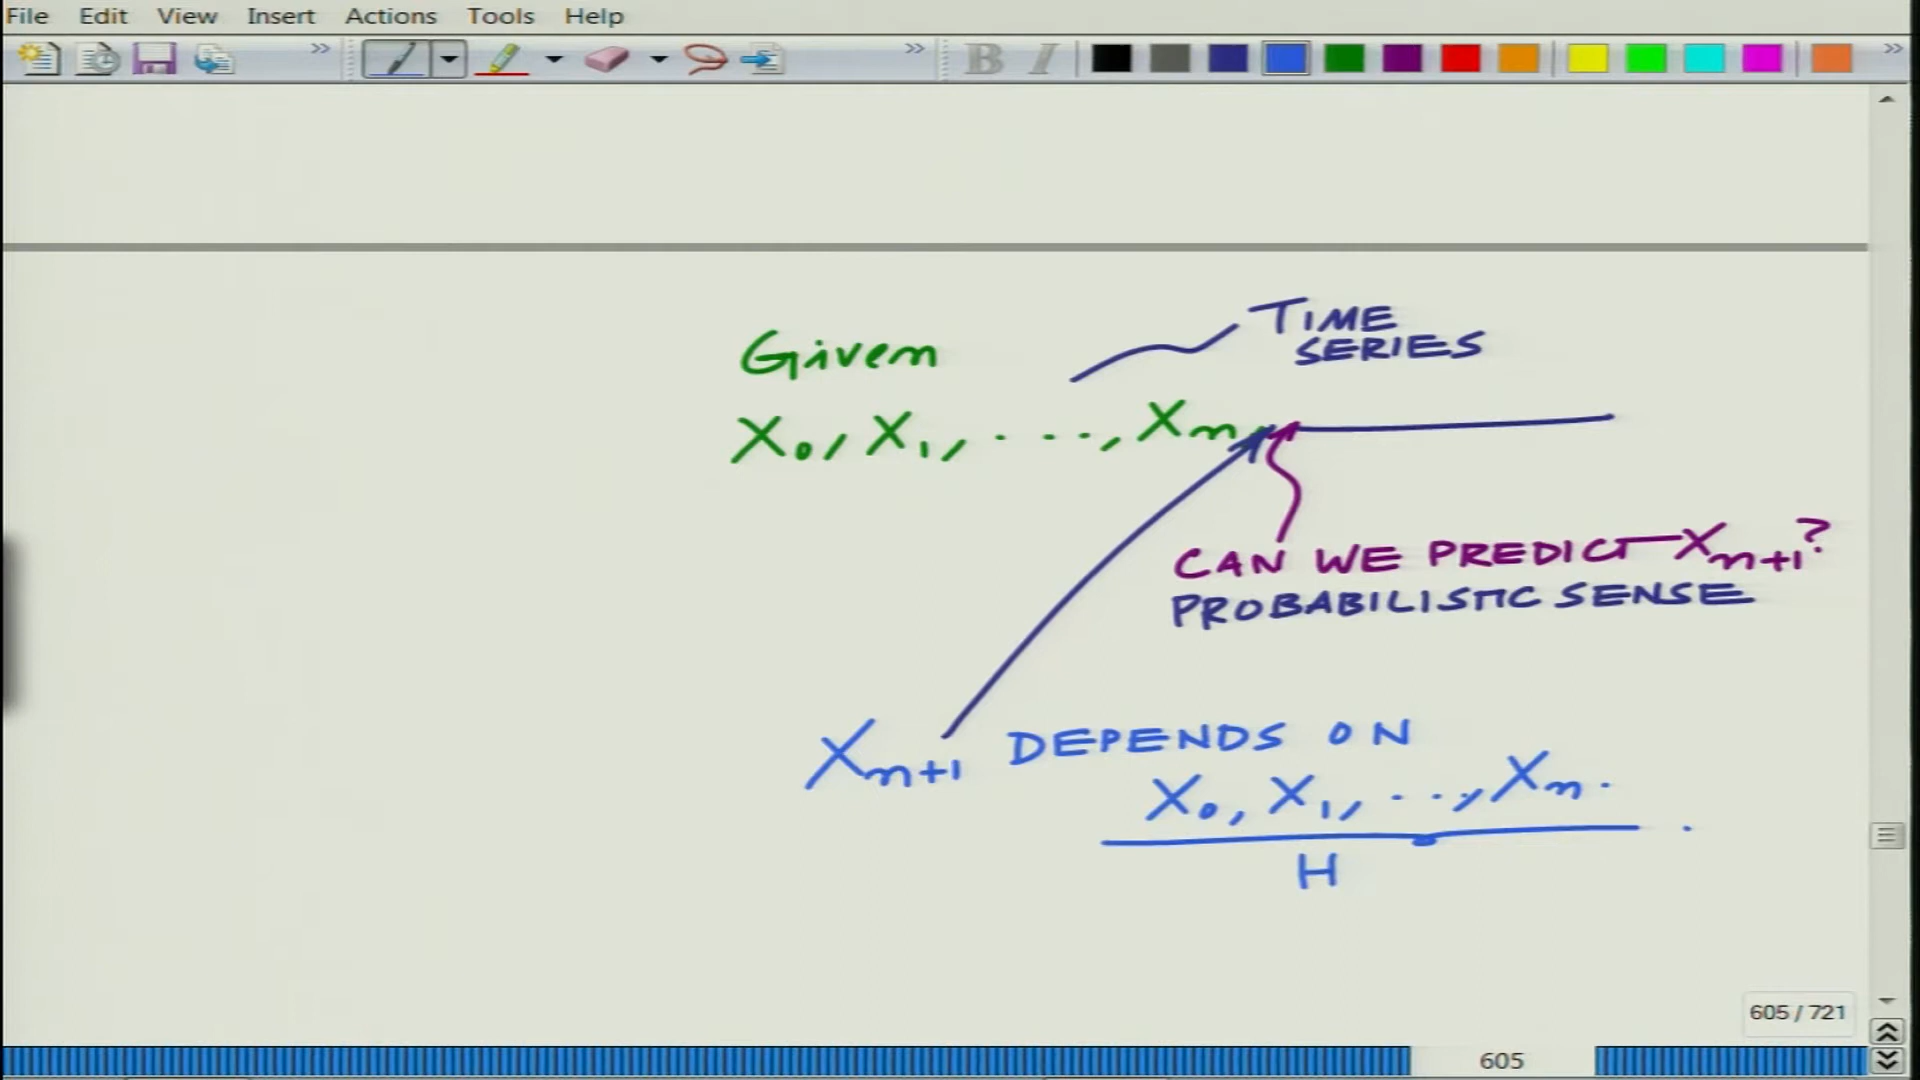 File Edit View Insert Actions Tools Help
B I
TIME
SERIES
Given
X₀, X₁, ...., Xₙ
CAN WE PREDICT Xₙ₊₁?
PROBABILISTIC SENSE
Xₙ₊₁ DEPENDS ON
X₀, X₁, ..., Xₙ.
H
605 / 721
605